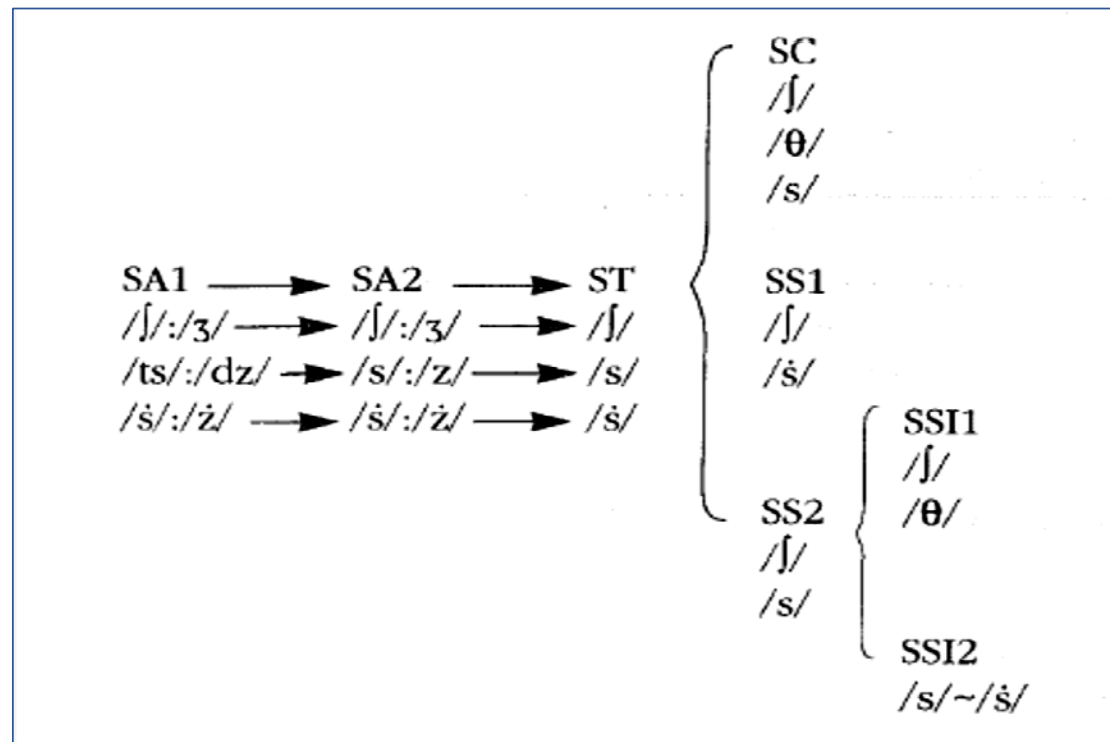 SC
/ʃ/
/θ/
/s/
SA1 → SA2 → ST
/ʃ/:/ʒ/ → /ʃ/:/ʒ/ → /ʃ/
/ts/:/dz/ → /s/:/z/ → /s/
/ṡ/:/ż/ → /ṡ/:/ż/ → /ṡ/
SS1
/ʃ/
/ṡ/
SS2
/ʃ/
/s/
SSI1
/ʃ/
/θ/
SSI2
/s/~/ṡ/